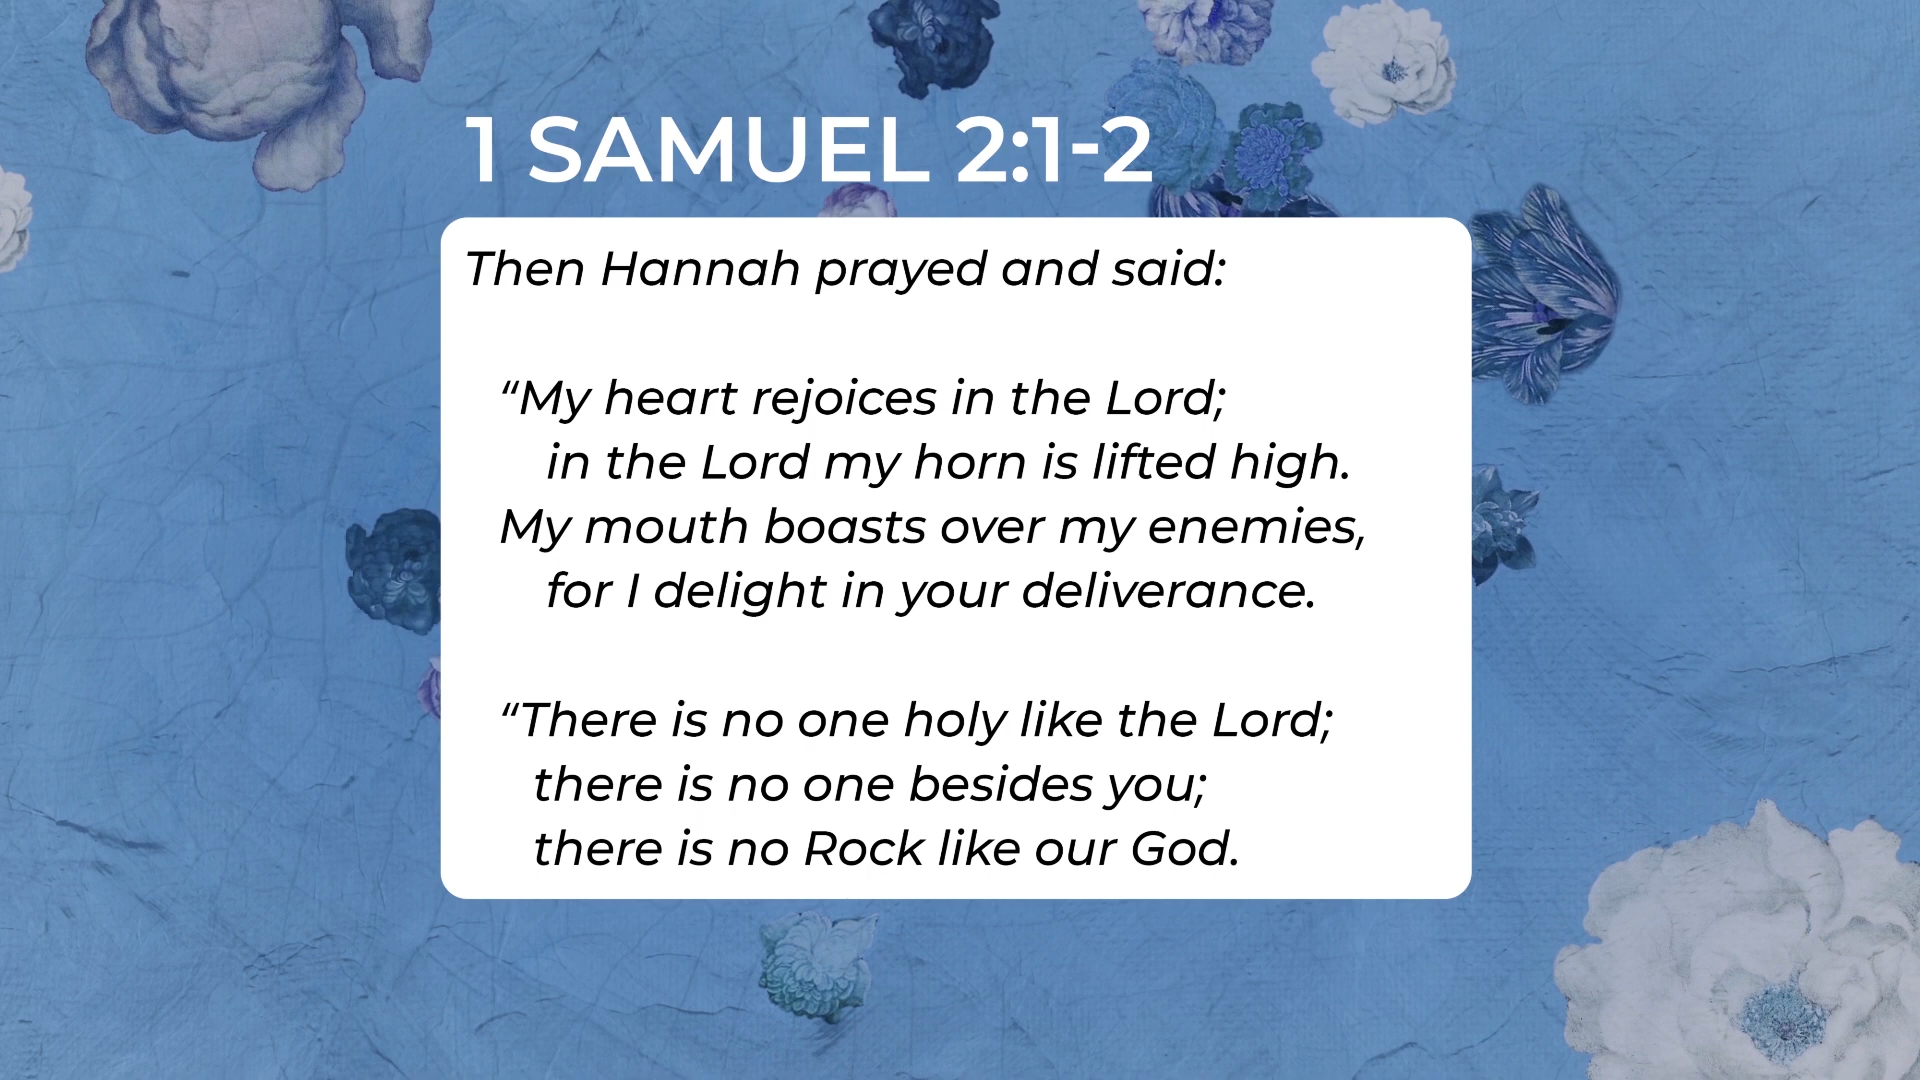 1 SAMUEL 2:1-2
Then Hannah prayed and said:
“My heart rejoices in the Lord;
in the Lord my horn is lifted high.
My mouth boasts over my enemies,
for I delight in your deliverance.
“There is no one holy like the Lord;
there is no one besides you;
there is no Rock like our God.